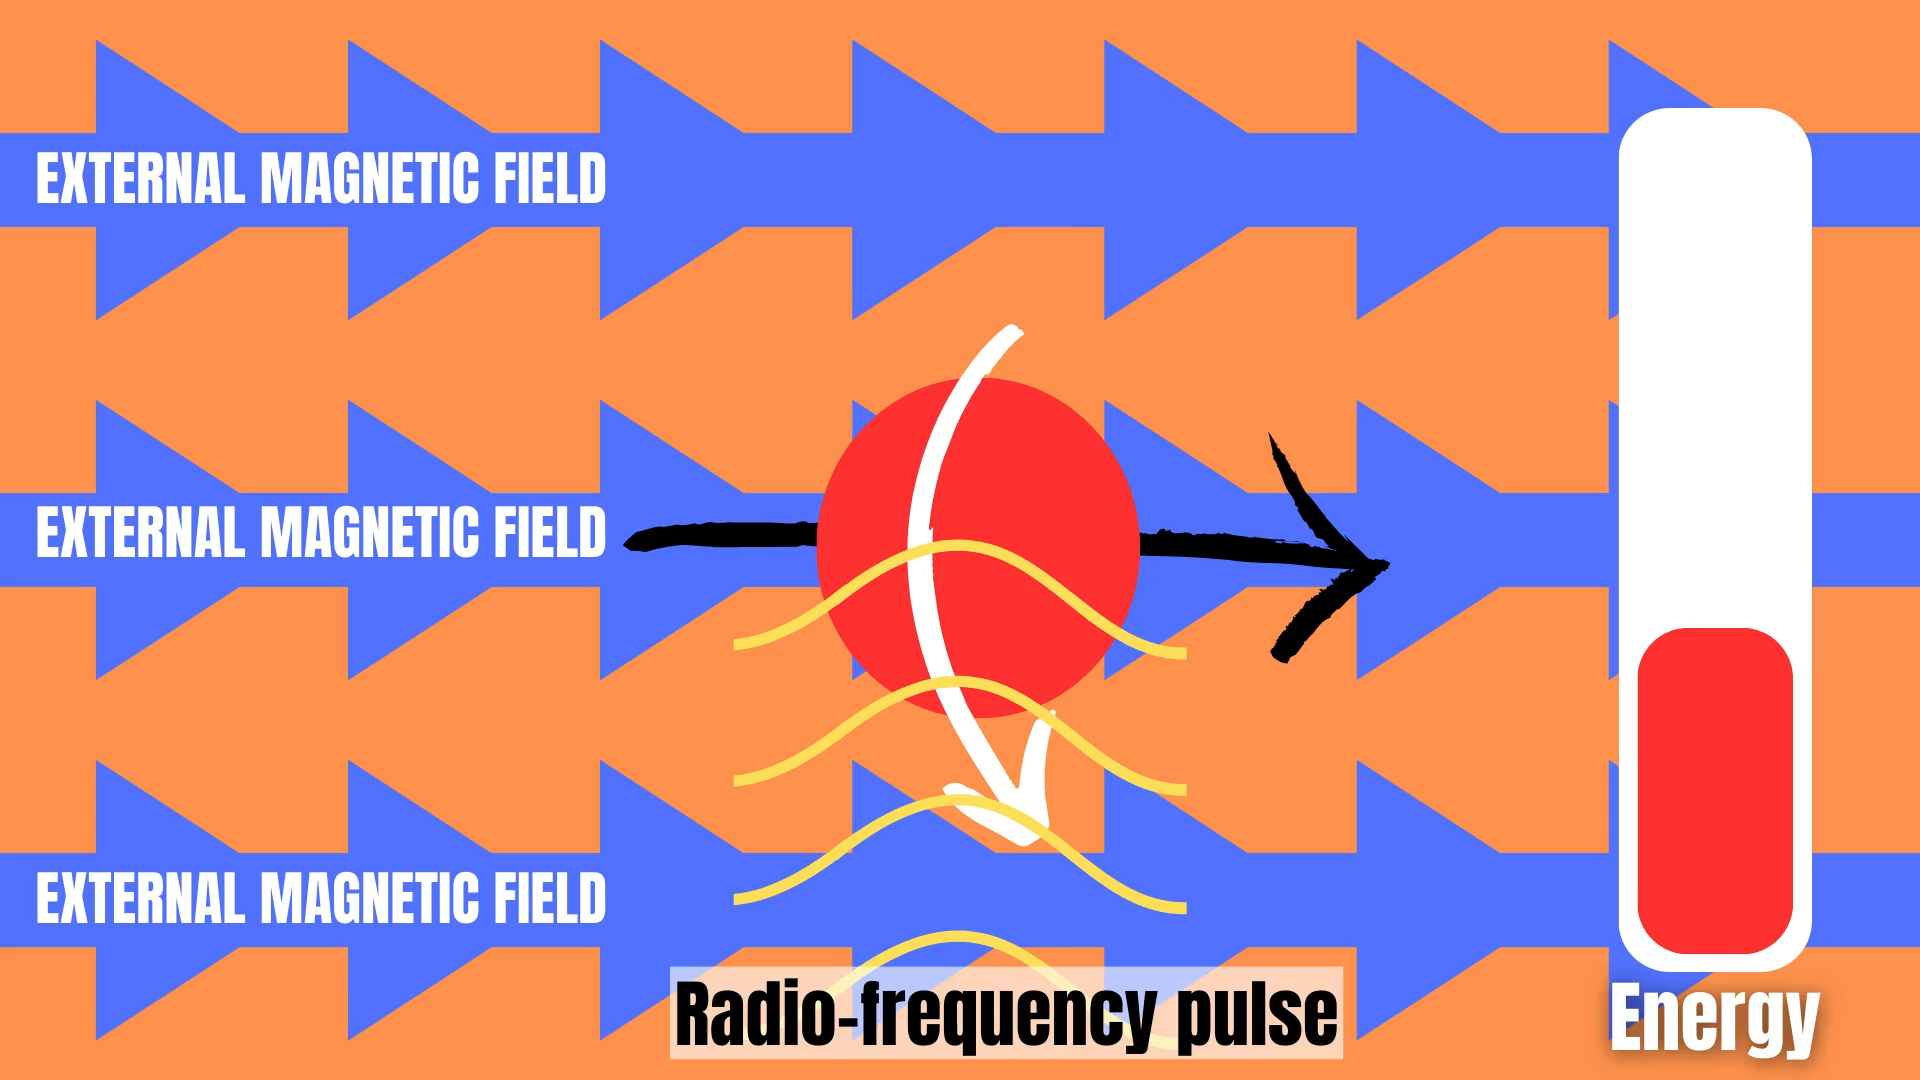 EXTERNAL MAGNETIC FIELD
EXTERNAL MAGNETIC FIELD
EXTERNAL MAGNETIC FIELD
Radio-frequency pulse
Energy